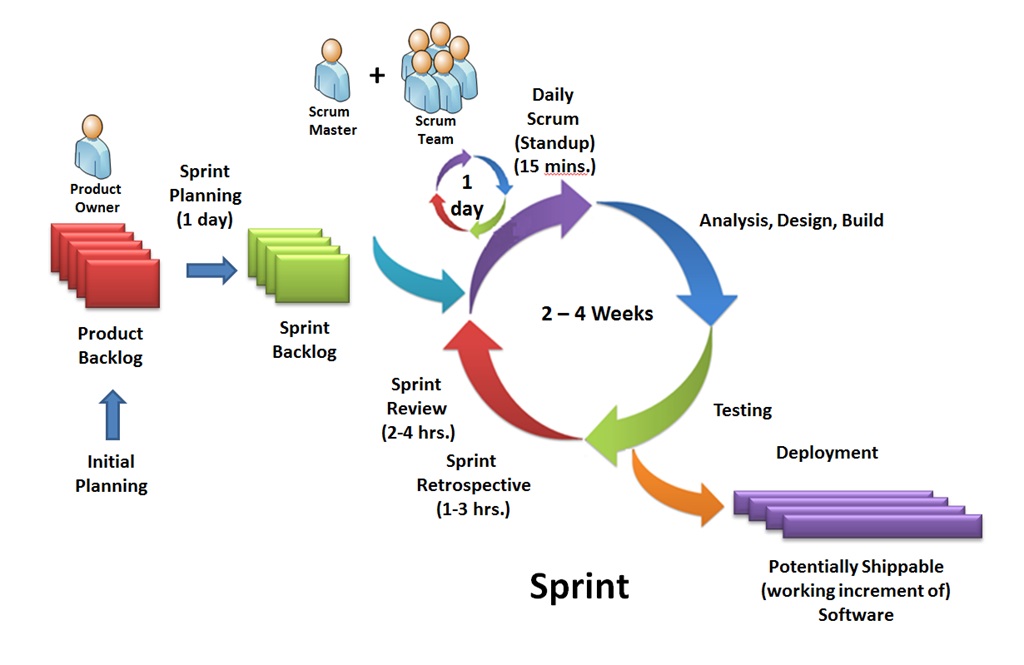 Scrum
Master
+
Scrum
Team
Daily
Scrum
(Standup)
(15 mins.)
Product
Owner
Sprint
Planning
(1 day)
1
day
Analysis, Design, Build
2 – 4 Weeks
Product
Backlog
Sprint
Backlog
Sprint
Review
(2-4 hrs.)
Testing
Initial
Planning
Sprint
Retrospective
(1-3 hrs.)
Deployment
Potentially Shippable
(working increment of)
Software
Sprint